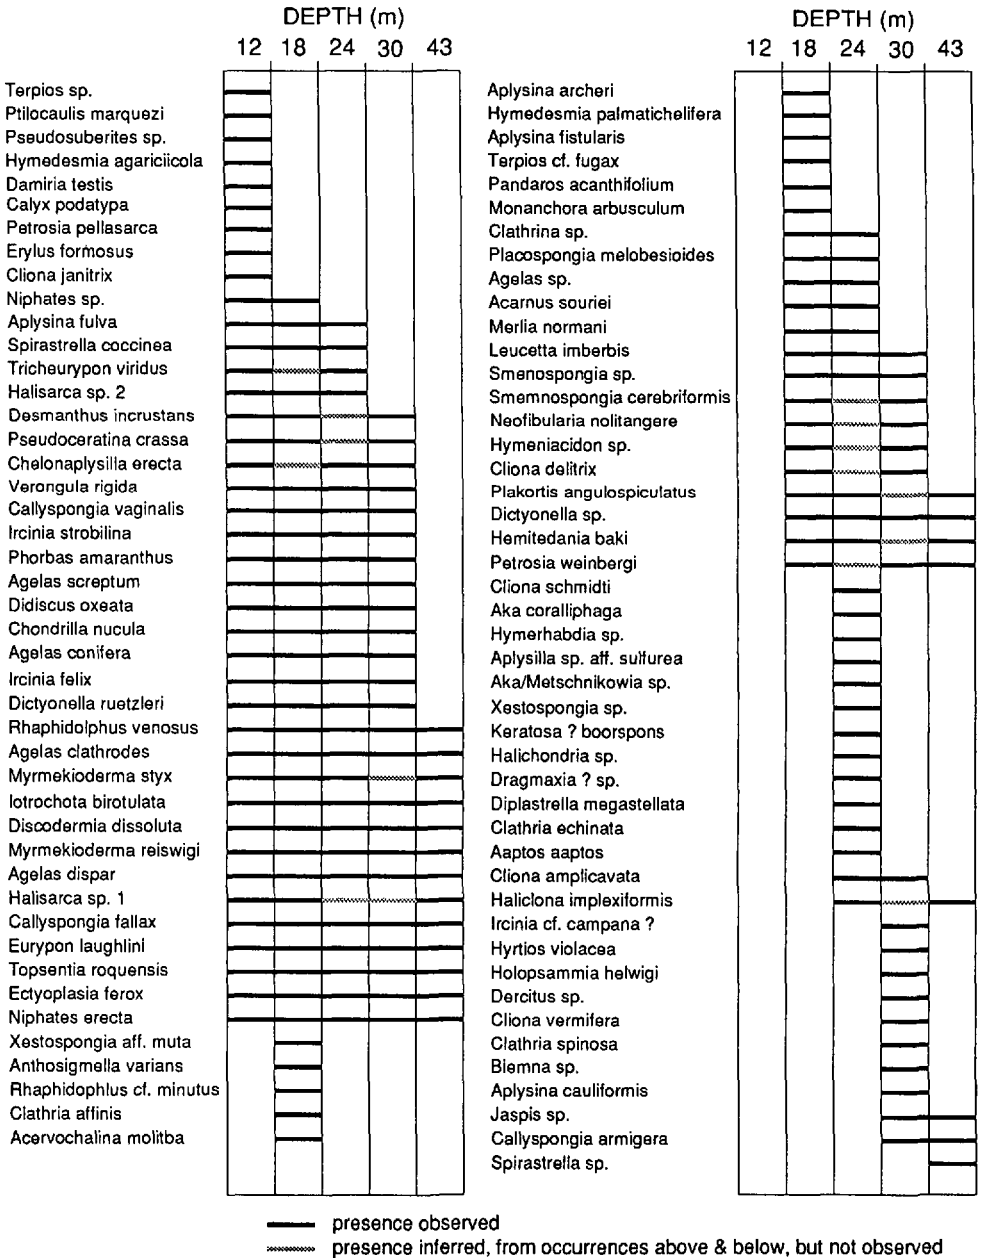 DEPTH (m)
12 18 24 30 43
Terpios sp.
Ptilocaulis marquezi
Pseudosuberites sp.
Hymedesmia agariciicola
Damiria testis
Calyx podatypa
Petrosia pellasarca
Erylus formosus
Cliona janitrix
Niphates sp.
Aplysina fulva
Spirastrella coccinea
Tricheurypon viridus
Halisarca sp. 2
Desmanthus incrustans
Pseudoceratina crassa
Chelonaplysilla erecta
Verongula rigida
Callyspongia vaginalis
Ircinia strobilina
Phorbas amaranthus
Agelas screptum
Didiscus oxeata
Chondrilla nucula
Agelas conifera
Ircinia felix
Dictyonella ruetzleri
Rhaphidolphus venosus
Agelas clathrodes
Myrmekioderma styx
Iotrochota birotulata
Discodermia dissoluta
Myrmekioderma reiswigi
Agelas dispar
Halisarca sp. 1
Callyspongia fallax
Eurypon laughlini
Topsentia roquensis
Ectyoplasia ferox
Niphates erecta
Xestospongia aff. muta
Anthosigmella varians
Rhaphidophlus cf. minutus
Clathria affinis
Acervochalina molitba
DEPTH (m)
12 18 24 30 43
Aplysina archeri
Hymedesmia palmatichelifera
Aplysina fistularis
Terpios cf. fugax
Pandaros acanthifolium
Monanchora arbusculum
Clathrina sp.
Placospongia melobesioides
Agelas sp.
Acarnus souriei
Merlia normani
Leucetta imberbis
Smenospongia sp.
Smemnospongia cerebriformis
Neofibularia nolitangere
Hymeniacidon sp.
Cliona delitrix
Plakortis angulospiculatus
Dictyonella sp.
Hemitedania baki
Petrosia weinbergi
Cliona schmidti
Aka coralliphaga
Hymerhabdia sp.
Aplysilla sp. aff. sulfurea
Aka/Metschnikowia sp.
Xestospongia sp.
Keratosa ? boorspons
Halichondria sp.
Dragmaxia ? sp.
Diplastrella megastellata
Clathria echinata
Aaptos aaptos
Cliona amplicavata
Haliclona implexiformis
Ircinia cf. campana ?
Hyrtios violacea
Holopsammia helwigi
Dercitus sp.
Cliona vermifera
Clathria spinosa
Biemna sp.
Aplysina cauliformis
Jaspis sp.
Callyspongia armigera
Spirastrella sp.
presence observed
presence inferred, from occurrences above & below, but not observed